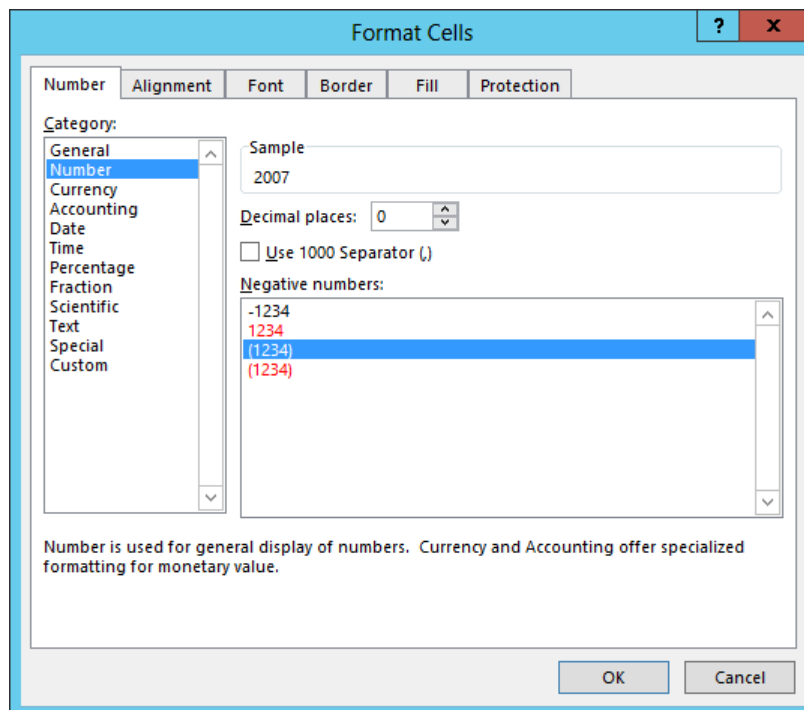 Format Cells
?
x
Number Alignment Font Border Fill Protection
Category:
General
Number
Currency
Accounting
Date
Time
Percentage
Fraction
Scientific
Text
Special
Custom
Sample
2007
Decimal places: 0
Use 1000 Separator (,)
Negative numbers:
-1234
1234
(1234)
(1234)
Number is used for general display of numbers. Currency and Accounting offer specialized
formatting for monetary value.
OK Cancel